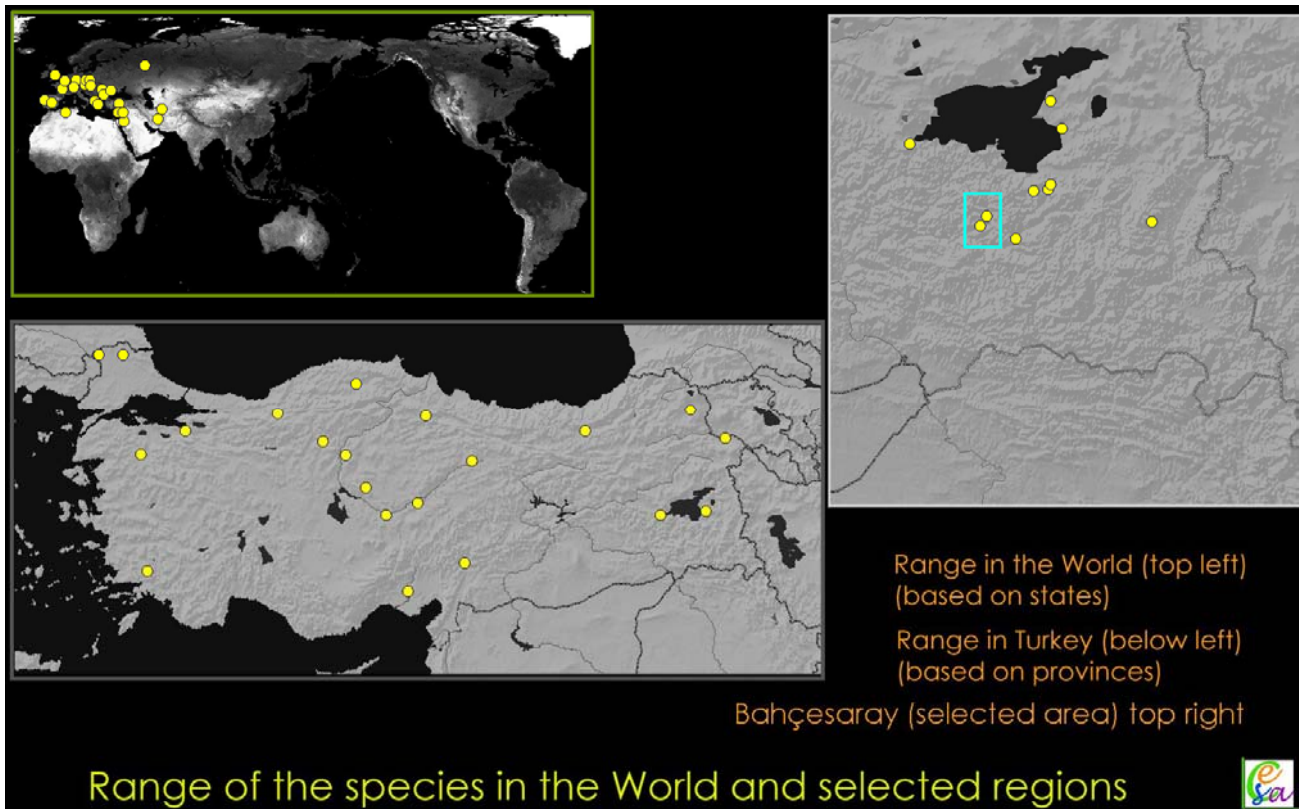 Range in the World (top left)
(based on states)
Range in Turkey (below left)
(based on provinces)
Bahçesaray (selected area) top right
Range of the species in the World and selected regions
esa